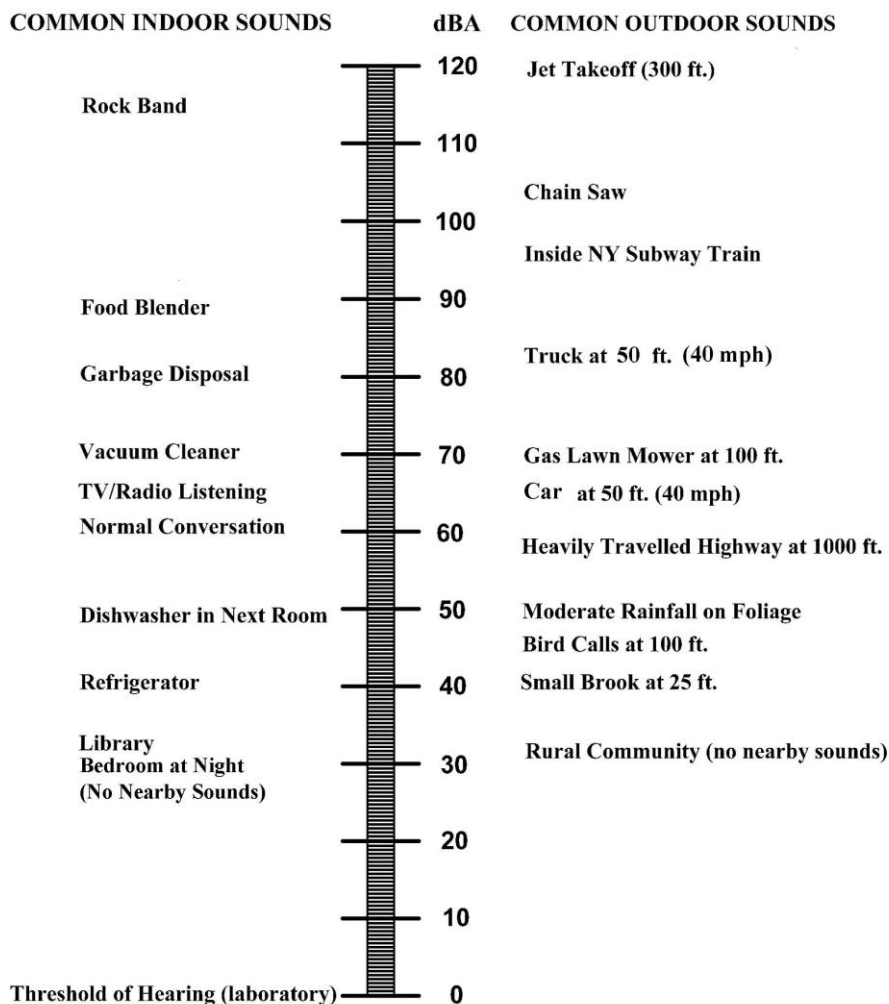 COMMON INDOOR SOUNDS dBA COMMON OUTDOOR SOUNDS
120 Jet Takeoff (300 ft.)
Rock Band
110
Chain Saw
100
Inside NY Subway Train
Food Blender 90
Truck at 50 ft. (40 mph)
Garbage Disposal 80
Vacuum Cleaner 70 Gas Lawn Mower at 100 ft.
TV/Radio Listening Car at 50 ft. (40 mph)
Normal Conversation 60
Heavily Travelled Highway at 1000 ft.
Dishwasher in Next Room 50 Moderate Rainfall on Foliage
Bird Calls at 100 ft.
Refrigerator 40 Small Brook at 25 ft.
Library Rural Community (no nearby sounds)
Bedroom at Night 30
(No Nearby Sounds)
20
10
Threshold of Hearing (laboratory) 0